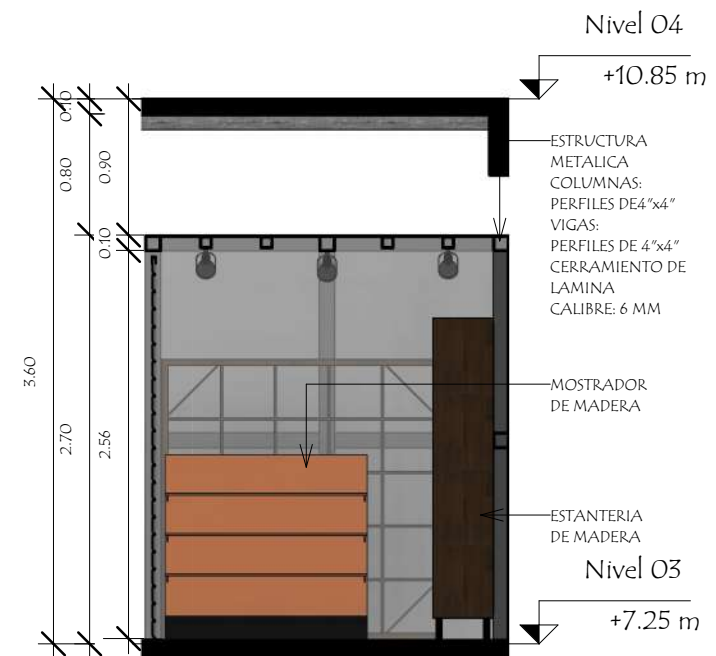 Nivel 04
+10.85 m
0.10
0.80
0.90
0.10
ESTRUCTURA
METALICA
COLUMNAS:
PERFILES DE4"x4"
VIGAS:
PERFILES DE 4"x4"
CERRAMIENTO DE
LAMINA
CALIBRE: 6 MM
3.60
2.70
2.56
MOSTRADOR
DE MADERA
ESTANTERIA
DE MADERA
Nivel 03
+7.25 m